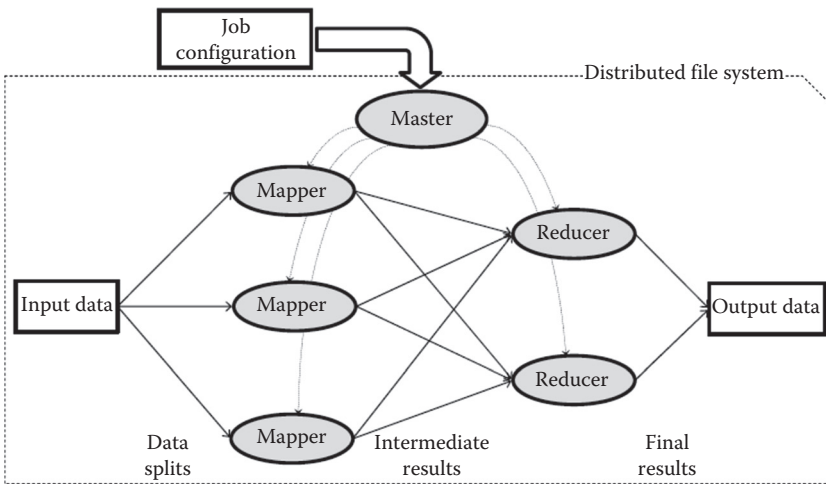 Job
configuration
Distributed file system
Master
Mapper
Reducer
Input data
Mapper
Output data
Reducer
Mapper
Data
splits
Intermediate
results
Final
results